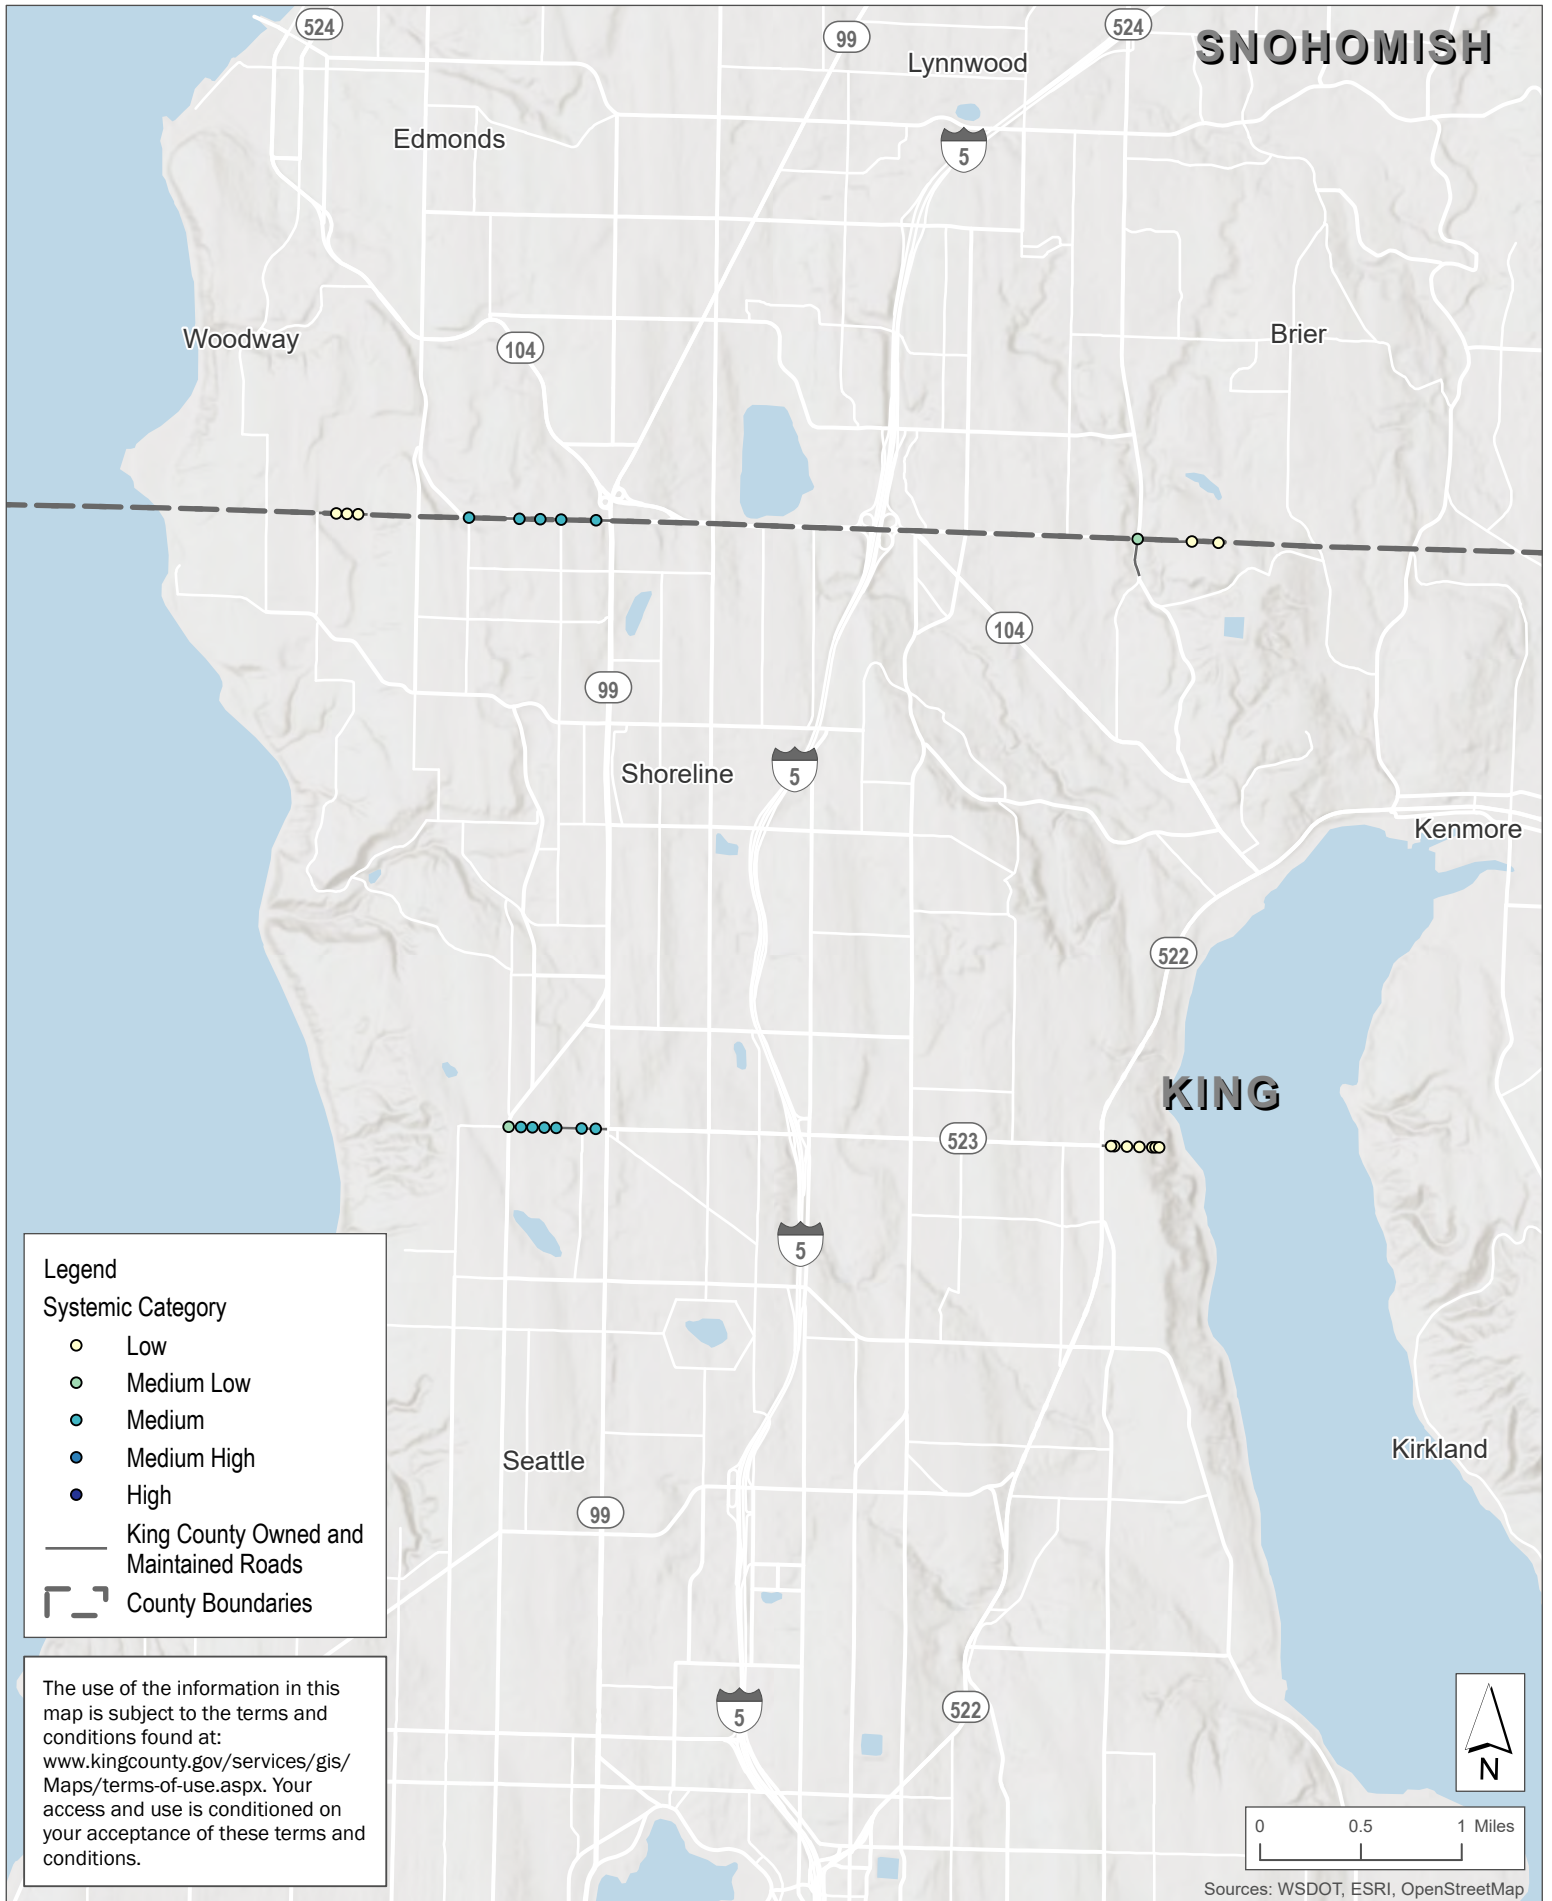 524
99
524
SNOHOMISH
Lynnwood
Edmonds
5
Woodway
104
Brier
104
99
Shoreline
5
Kenmore
522
KING
523
5
Legend
Systemic Category
Low
Medium Low
Medium
Medium High
High
King County Owned and
Maintained Roads
County Boundaries
Seattle
Kirkland
99
The use of the information in this
map is subject to the terms and
conditions found at:
www.kingcounty.gov/services/gis/
Maps/terms-of-use.aspx. Your
access and use is conditioned on
your acceptance of these terms and
conditions.
5
522
N
0 0.5 1 Miles
Sources: WSDOT, ESRI, OpenStreetMap